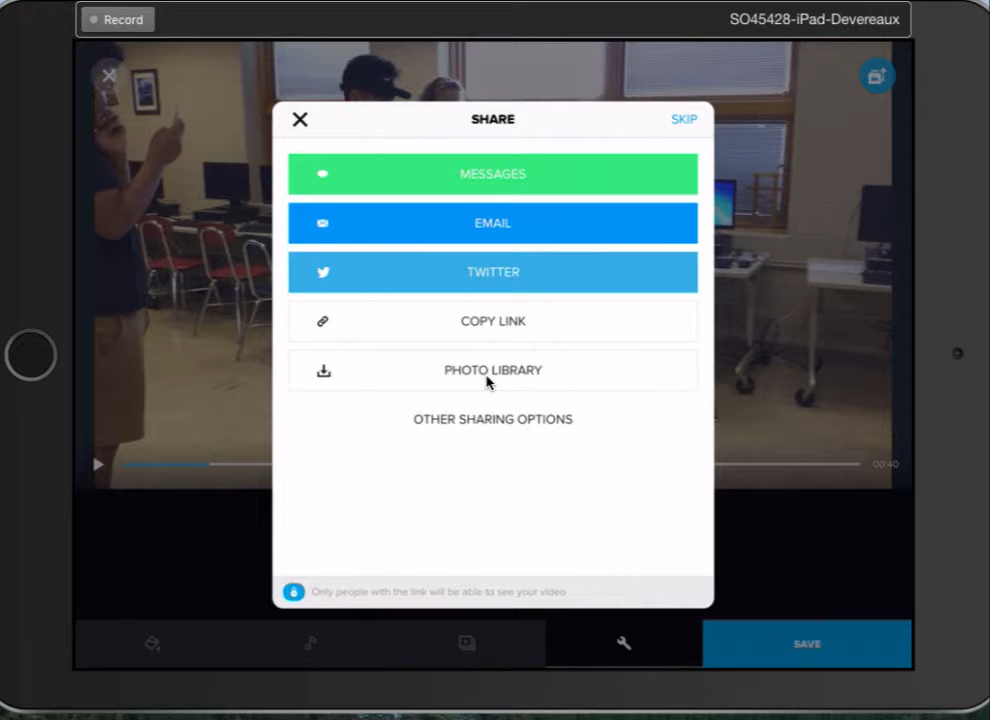 Record
SO45428-iPad-Devereaux
SHARE
SKIP
MESSAGES
EMAIL
TWITTER
COPY LINK
PHOTO LIBRARY
OTHER SHARING OPTIONS
00:40
Only people with the link will be able to see your video
SAVE